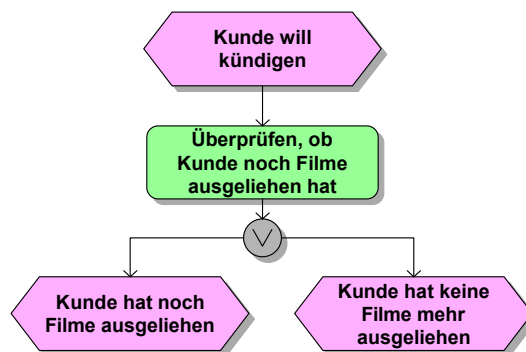 Kunde will
kündigen
Überprüfen, ob
Kunde noch Filme
ausgeliehen hat
Kunde hat noch
Filme ausgeliehen
Kunde hat keine
Filme mehr
ausgeliehen